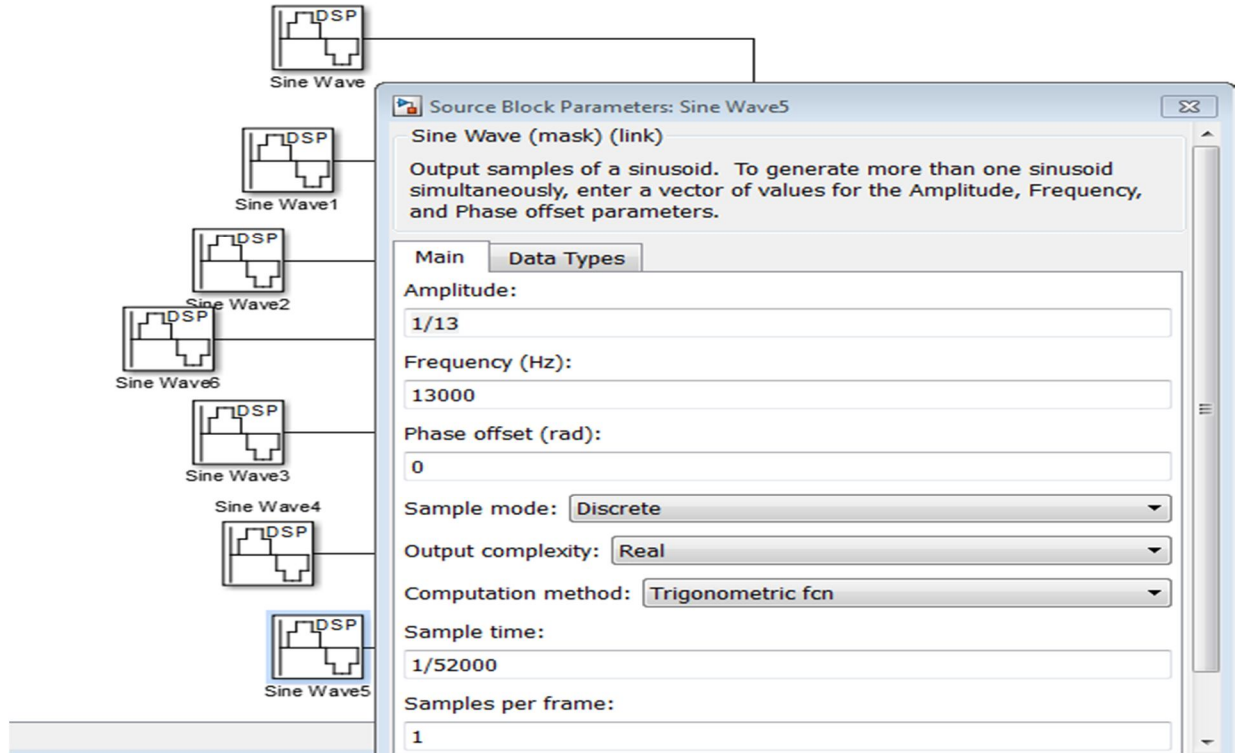 DSP
Sine Wave
DSP
Sine Wave1
DSP
Sine Wave2
DSP
Sine Wave6
DSP
Sine Wave3
Sine Wave4
DSP
DSP
Sine Wave5
Source Block Parameters: Sine Wave5
Sine Wave (mask) (link)
Output samples of a sinusoid. To generate more than one sinusoid
simultaneously, enter a vector of values for the Amplitude, Frequency,
and Phase offset parameters.
Main Data Types
Amplitude:
1/13
Frequency (Hz):
13000
Phase offset (rad):
0
Sample mode: Discrete
Output complexity: Real
Computation method: Trigonometric fcn
Sample time:
1/52000
Samples per frame:
1